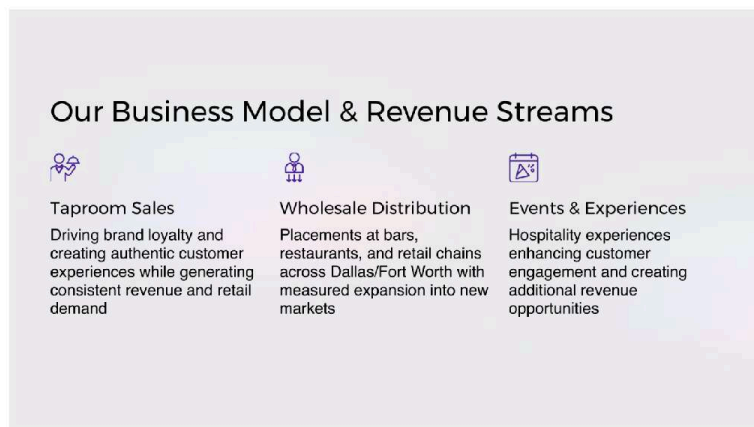 Our Business Model & Revenue Streams
Taproom Sales
Driving brand loyalty and
creating authentic customer
experiences while generating
consistent revenue and retail
demand
Wholesale Distribution
Placements at bars,
restaurants, and retail chains
across Dallas/Fort Worth with
measured expansion into new
markets
Events & Experiences
Hospitality experiences
enhancing customer
engagement and creating
additional revenue
opportunities